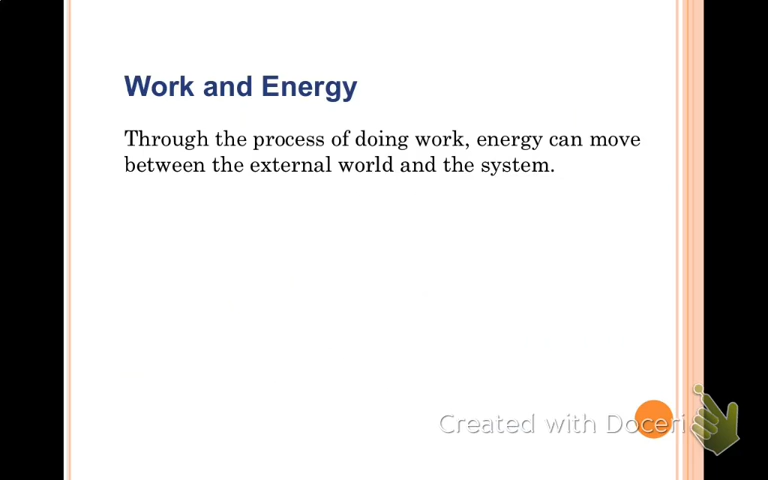 Work and Energy
Through the process of doing work, energy can move
between the external world and the system.
Created with Doceri